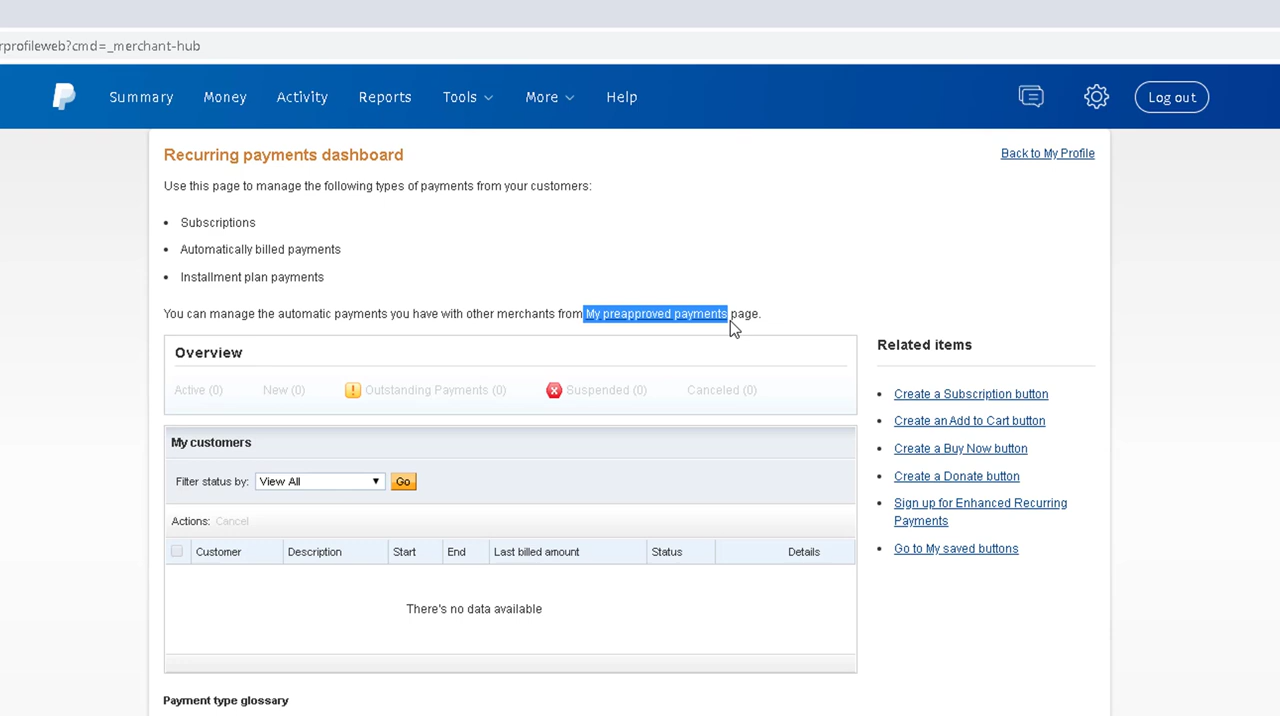 rprofileweb?cmd=_merchant-hub
Summary Money Activity Reports Tools More Help Log out
Recurring payments dashboard
Back to My Profile
Use this page to manage the following types of payments from your customers:
• Subscriptions
• Automatically billed payments
• Installment plan payments
You can manage the automatic payments you have with other merchants from My preapproved payments page.
Overview
Active (0) New (0) Outstanding Payments (0) Suspended (0) Canceled (0)
My customers
Filter status by: View All Go
Actions: Cancel
Customer Description Start End Last billed amount Status Details
There's no data available
Related items
• Create a Subscription button
• Create an Add to Cart button
• Create a Buy Now button
• Create a Donate button
• Sign up for Enhanced Recurring
Payments
• Go to My saved buttons
Payment type glossary